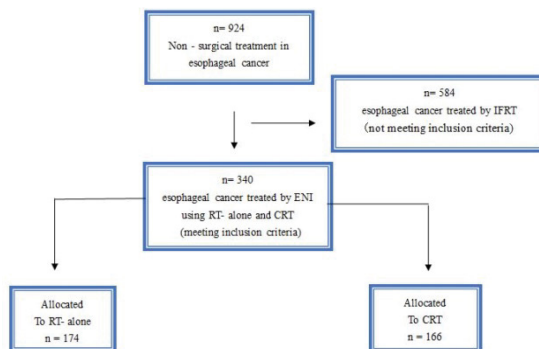 n= 924
Non - surgical treatment in
esophageal cancer
n= 584
esophageal cancer treated by IFRT
(not meeting inclusion criteria)
n= 340
esophageal cancer treated by ENI
using RT- alone and CRT
(meeting inclusion criteria)
Allocated
To RT- alone
n = 174
Allocated
To CRT
n = 166